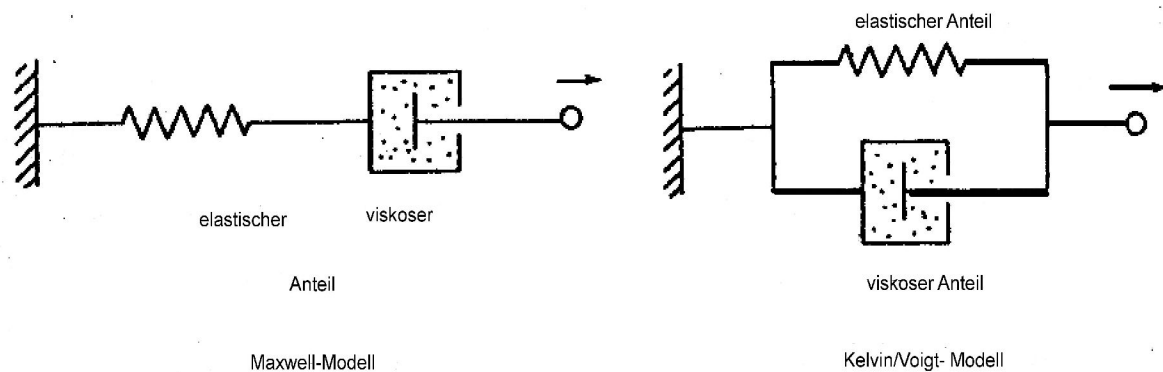 elastischer viskoser
Anteil
Maxwell-Modell
elastischer Anteil
viskoser Anteil
Kelvin/Voigt- Modell